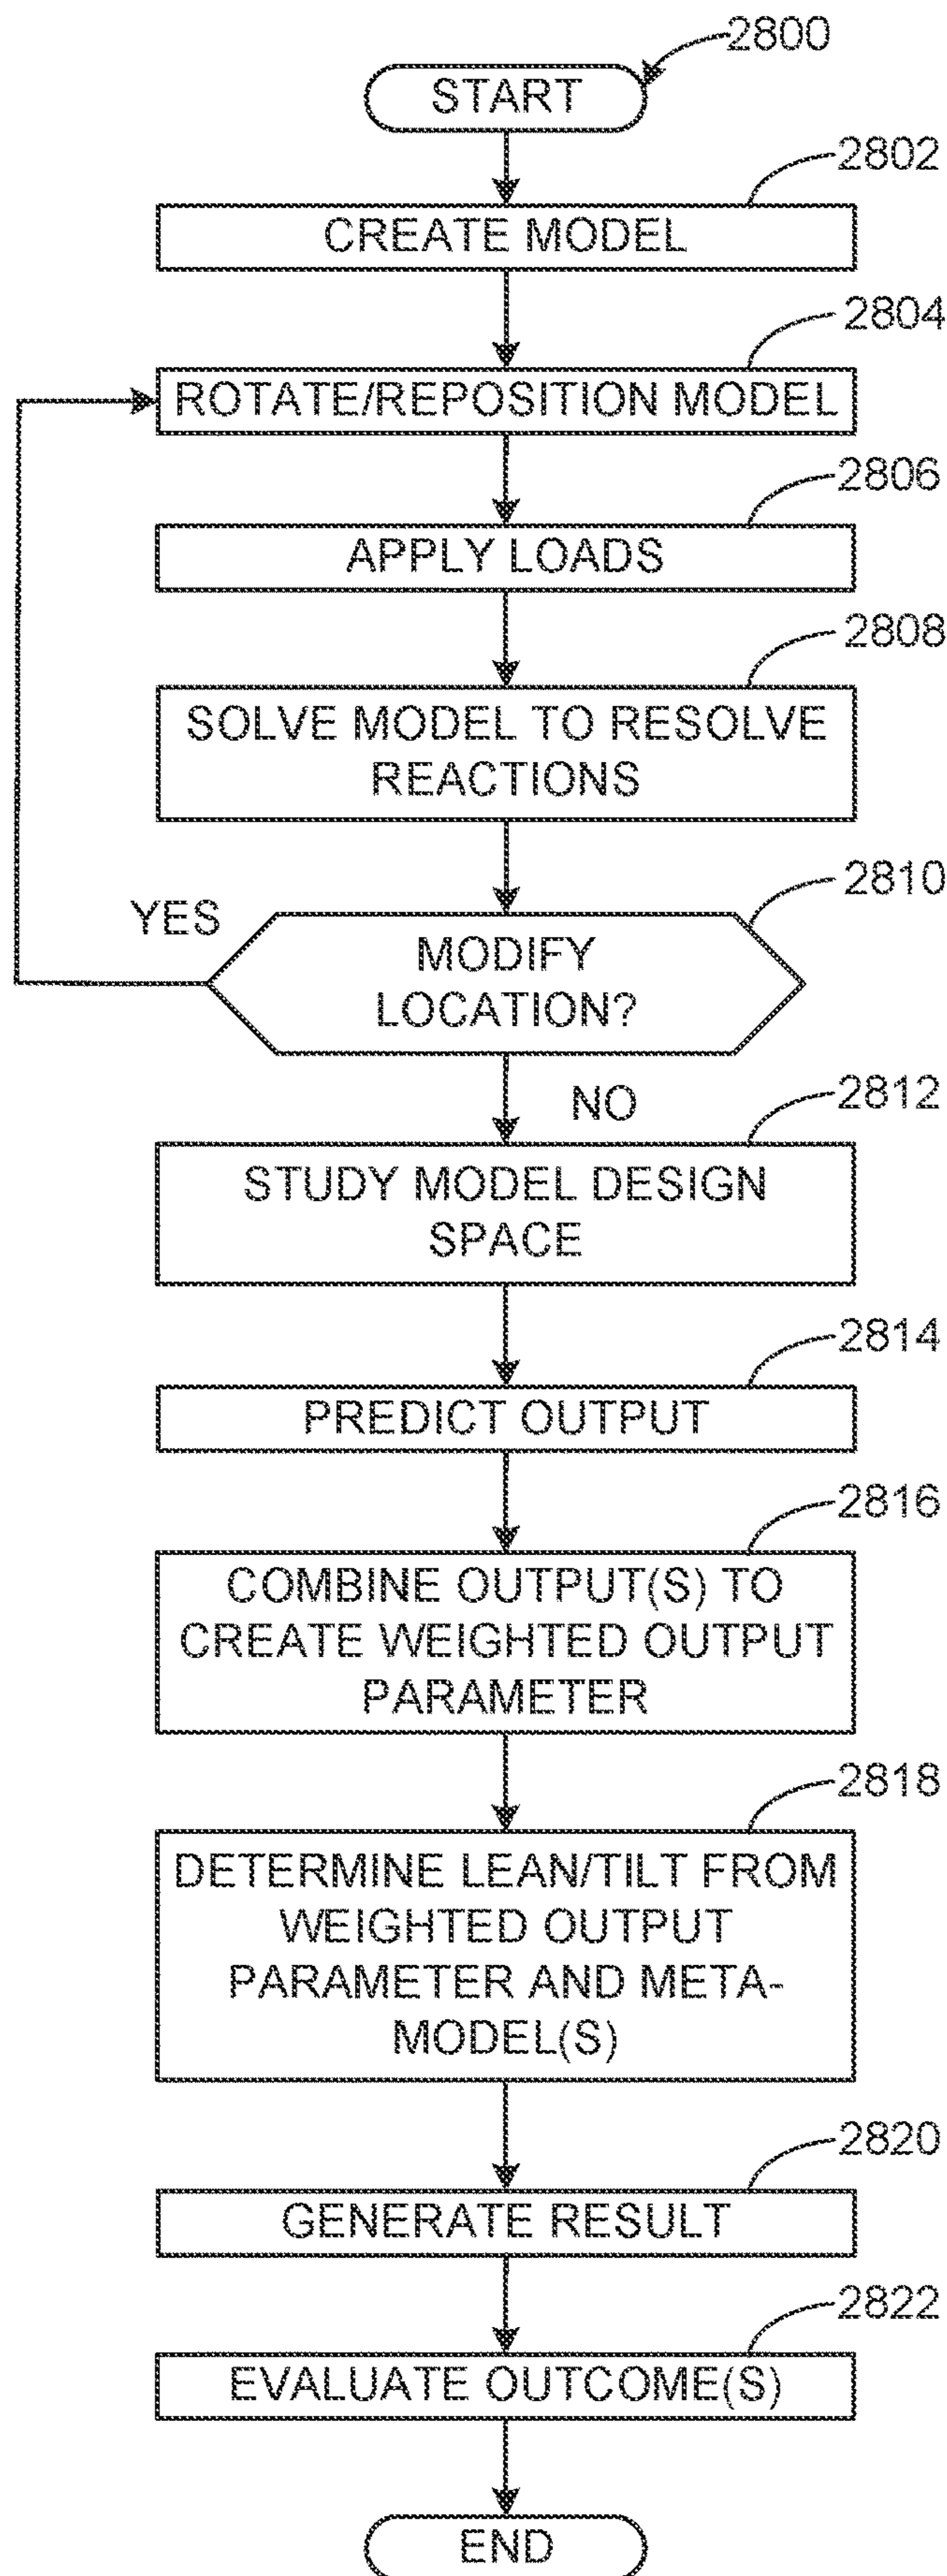 2800
START
2802
CREATE MODEL
2804
ROTATE/REPOSITION MODEL
2806
APPLY LOADS
2808
SOLVE MODEL TO RESOLVE
REACTIONS
2810
YES
MODIFY
LOCATION?
NO
2812
STUDY MODEL DESIGN
SPACE
2814
PREDICT OUTPUT
2816
COMBINE OUTPUT(S) TO
CREATE WEIGHTED OUTPUT
PARAMETER
2818
DETERMINE LEAN/TILT FROM
WEIGHTED OUTPUT
PARAMETER AND META-
MODEL(S)
2820
GENERATE RESULT
2822
EVALUATE OUTCOME(S)
END